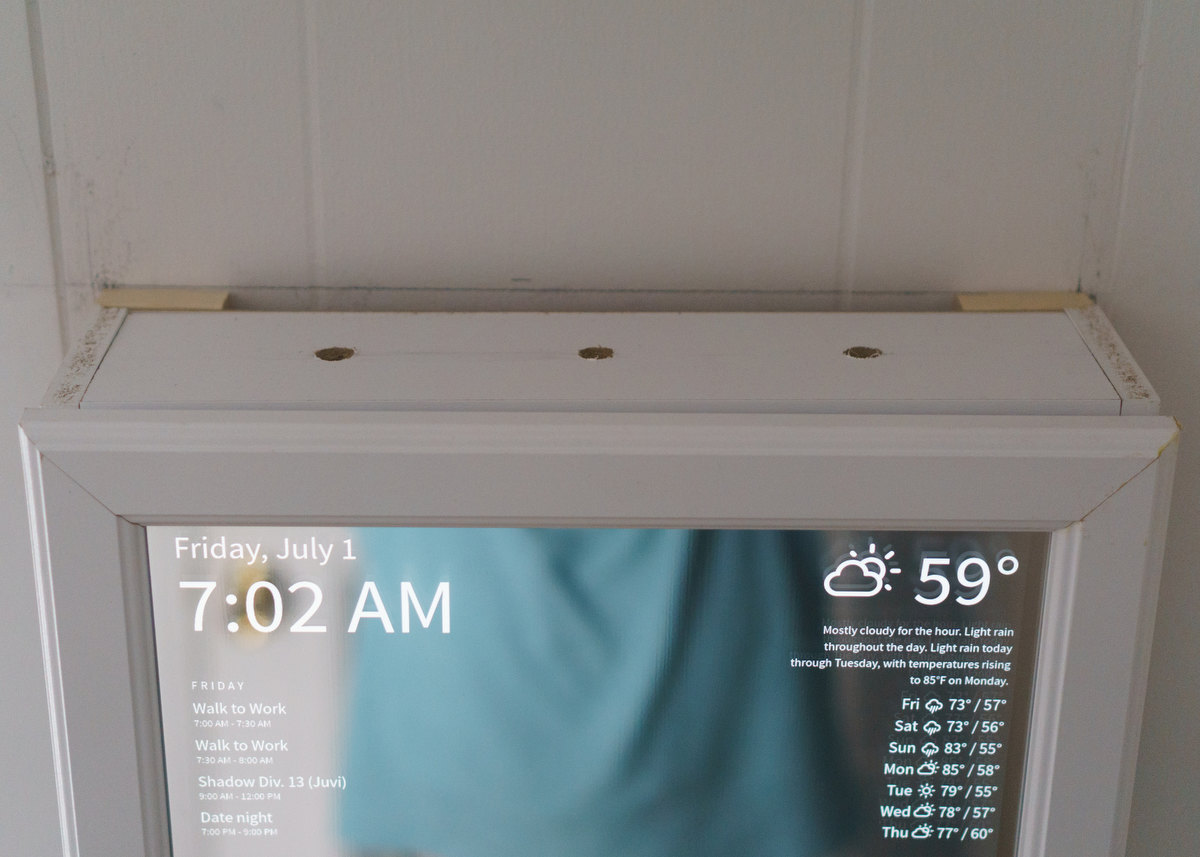 Friday, July 1
7:02 AM
FRIDAY
Walk to Work
7:00 AM - 7:30 AM
Walk to Work
7:30 AM - 8:00 AM
Shadow Div. 13 (Juvi)
9:00 AM - 12:00 PM
Date night
7:00 PM - 9:00 PM
59°
Mostly cloudy for the hour. Light rain
throughout the day. Light rain today
through Tuesday, with temperatures rising
to 85°F on Monday.
Fri 73° / 57°
Sat 73° / 56°
Sun 83° / 55°
Mon 85° / 58°
Tue 79° / 55°
Wed 78° / 57°
Thu 77° / 60°